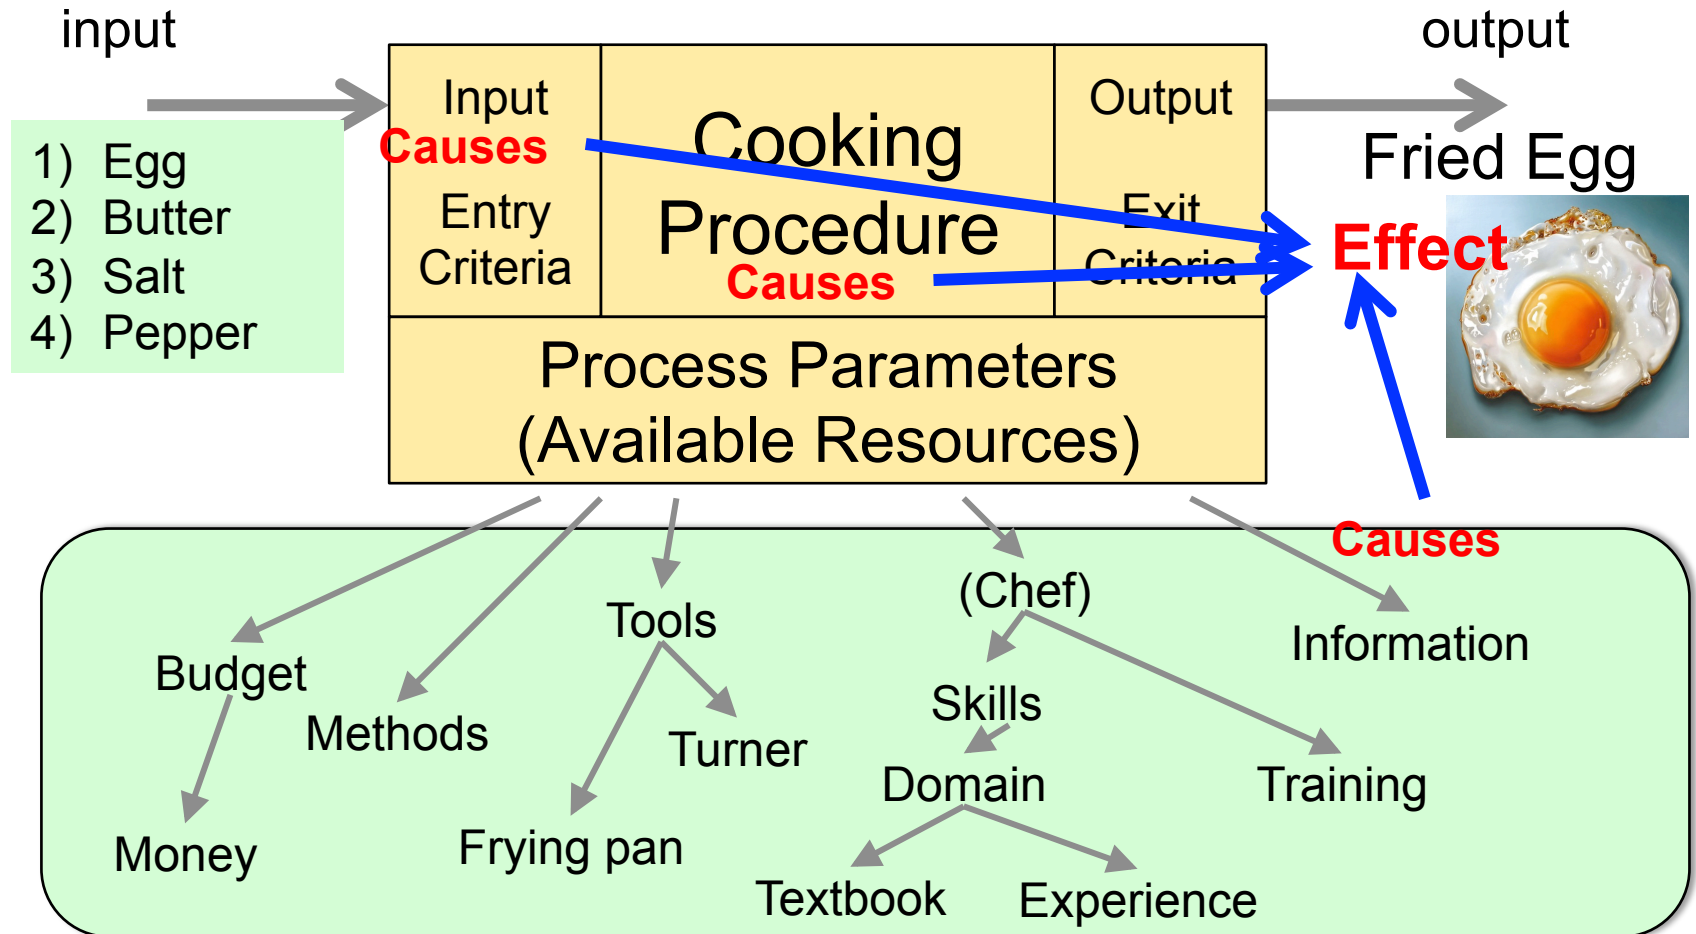 input
output
Input
Causes
Entry
Criteria
Cooking
Procedure
Causes
Output
Exit
Criteria
Process Parameters
(Available Resources)
1) Egg
2) Butter
3) Salt
4) Pepper
Fried Egg
Effect
Causes
Budget
Money
Methods
Tools
Turner
Frying pan
(Chef)
Skills
Domain
Textbook
Experience
Training
Information